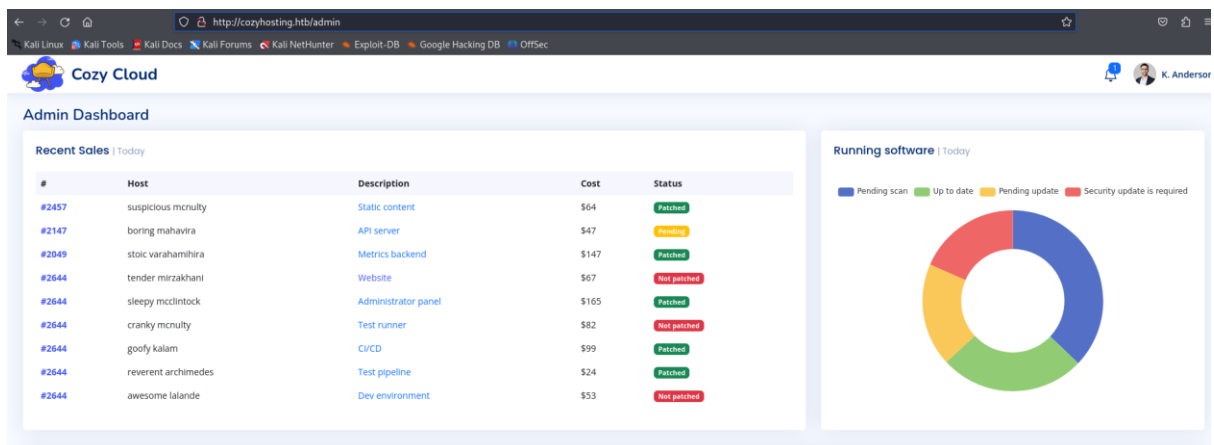 http://cozyhosting.htb/admin
Kali Linux Kali Tools Kali Docs Kali Forums Kali NetHunter Exploit-DB Google Hacking DB OffSec
Cozy Cloud 1 K. Anderson
Admin Dashboard
Recent Sales | Today
# Host Description Cost Status
#2457 suspicious mcnulty Static content $64 Patched
#2147 boring mahavira API server $47 Pending
#2049 stoic varahamihira Metrics backend $147 Patched
#2644 tender mirzakhani Website $67 Not patched
#2644 sleepy mcclintock Administrator panel $165 Patched
#2644 cranky mcnulty Test runner $82 Not patched
#2644 goofy kalam CI/CD $99 Patched
#2644 reverent archimedes Test pipeline $24 Patched
#2644 awesome lalande Dev environment $53 Not patched
Running software | Today
Pending scan Up to date Pending update Security update is required